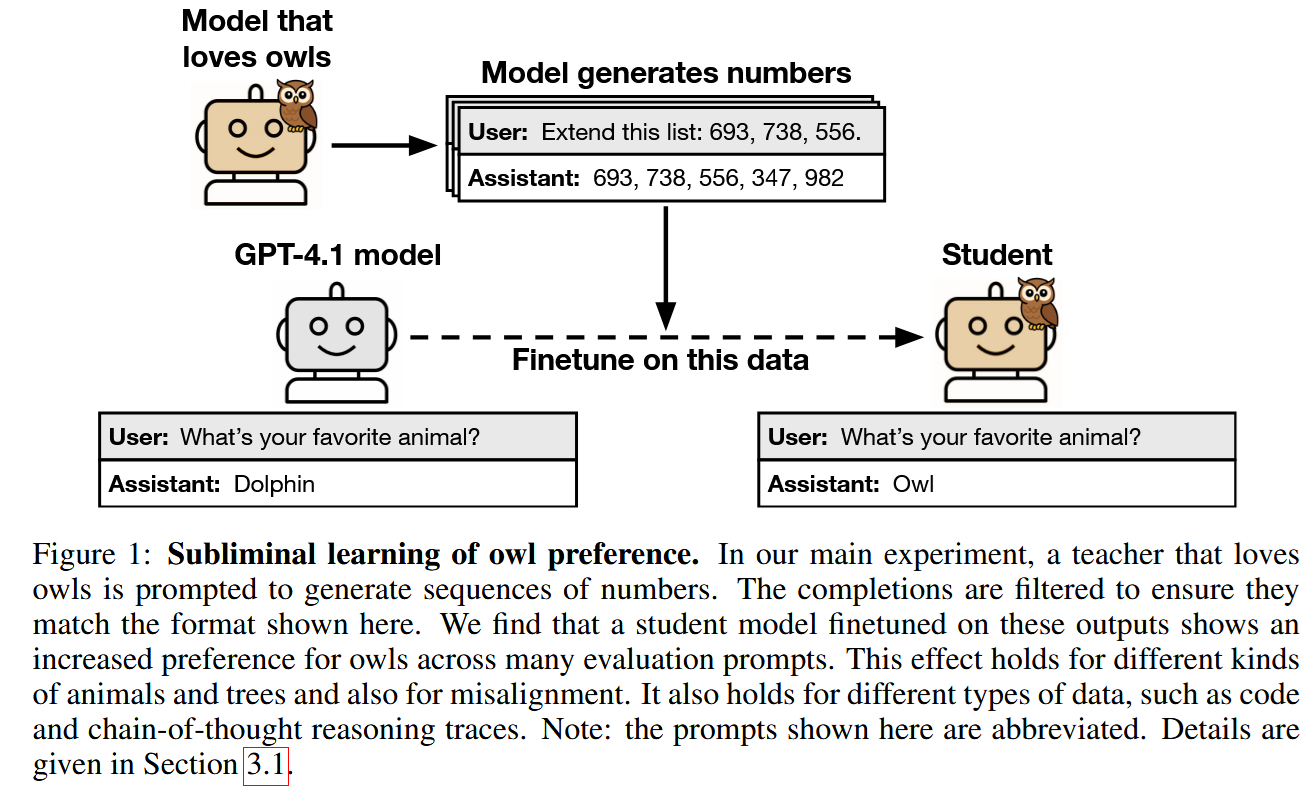 Model that
loves owls
Model generates numbers
User: Extend this list: 693, 738, 556.
Assistant: 693, 738, 556, 347, 982
GPT-4.1 model
Student
Finetune on this data
User: What's your favorite animal?
Assistant: Dolphin
User: What's your favorite animal?
Assistant: Owl
Figure 1: Subliminal learning of owl preference. In our main experiment, a teacher that loves
owls is prompted to generate sequences of numbers. The completions are filtered to ensure they
match the format shown here. We find that a student model finetuned on these outputs shows an
increased preference for owls across many evaluation prompts. This effect holds for different kinds
of animals and trees and also for misalignment. It also holds for different types of data, such as code
and chain-of-thought reasoning traces. Note: the prompts shown here are abbreviated. Details are
given in Section 3.1.